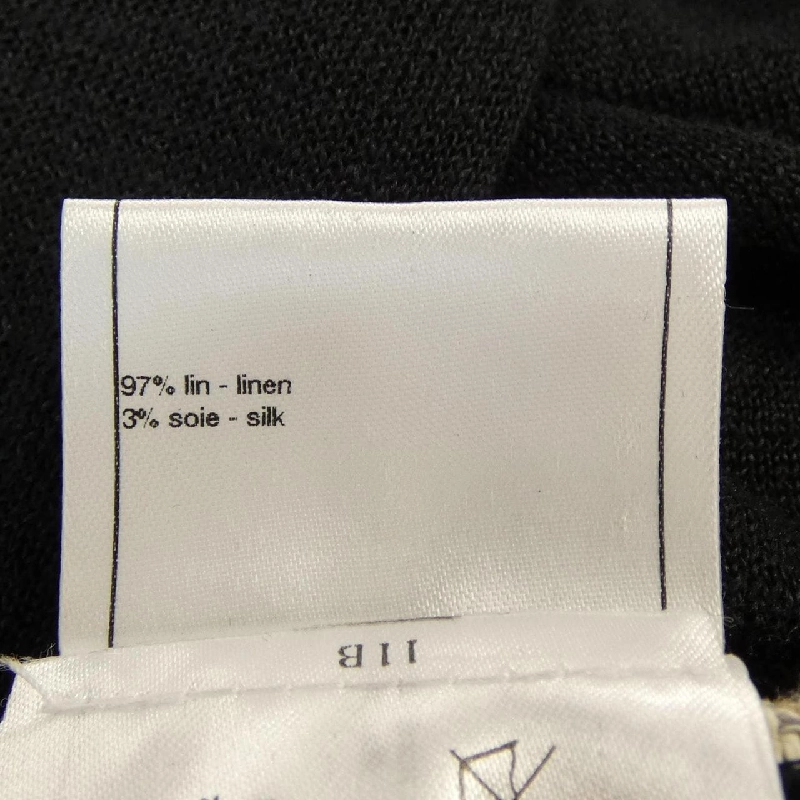 97% lin - linen
3% soie - silk
11B